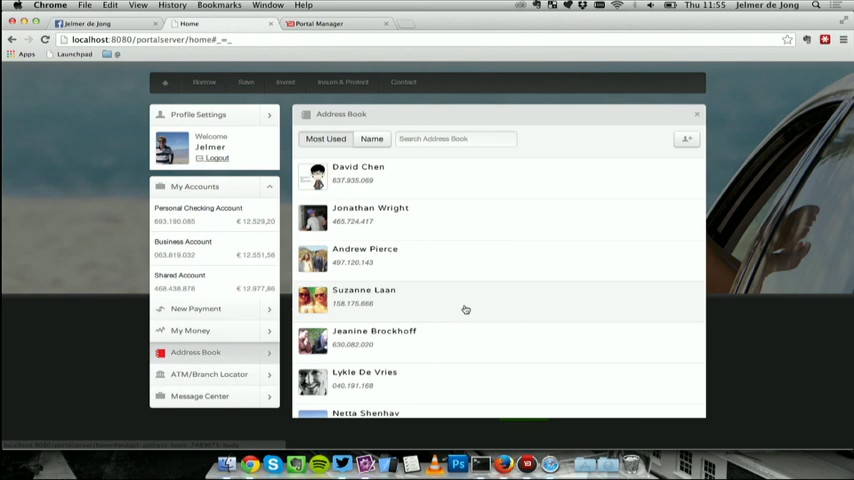 Chrome File Edit View History Bookmarks Window Help Thu 11:55 Jelmer de Jong
Jelmer de Jong Home Portal Manager
localhost:8080/portalserver/home#_=_
Apps Launchpad @
Borrow Save Invest Insure & Protect Contact
Profile Settings
Welcome
Jelmer
Logout
My Accounts
Personal Checking Account
693.190.085 € 12.529,20
Business Account
063.819.032 € 12.551,56
Shared Account
468.438.878 € 12.977,86
New Payment
My Money
Address Book
ATM/Branch Locator
Message Center
Address Book
Most Used Name Search Address Book
David Chen
637.935.069
Jonathan Wright
465.724.417
Andrew Pierce
497.120.143
Suzanne Laan
158.175.666
Jeanine Brockhoff
630.082.020
Lykle De Vries
040.191.168
Netta Shenhav
Ps